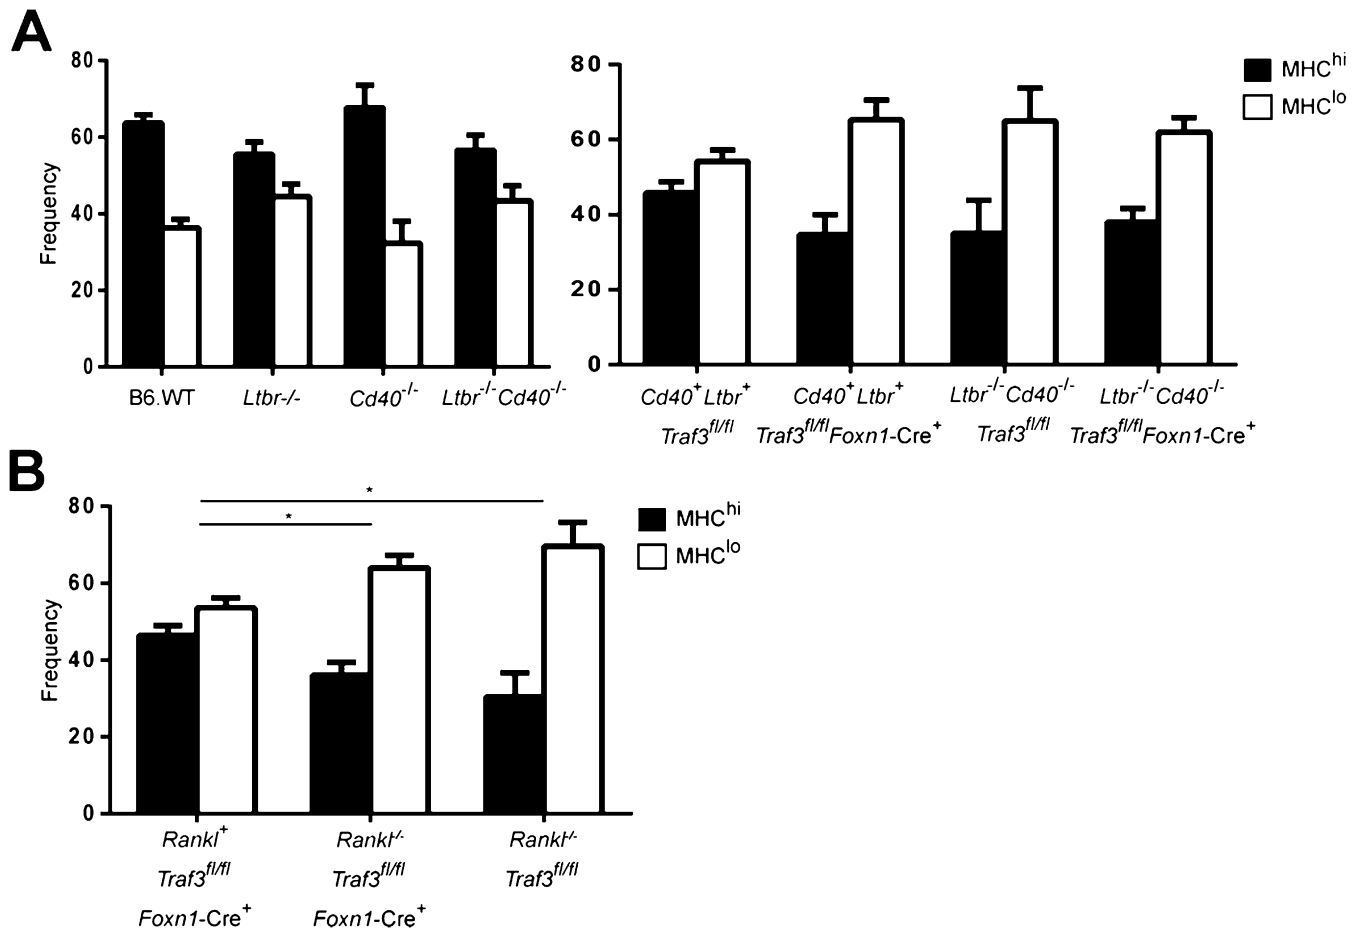 A
80
60
40
20
0
Frequency
B6.WT
Ltbr-/-
Cd40-/-
Ltbr-/-Cd40-/-
80
60
40
20
0
Cd40+Ltbr+
Traf3fl/fl
Cd40+Ltbr+
Traf3fl/flFoxn1-Cre+
Ltbr-/-Cd40-/-
Traf3fl/fl
Ltbr-/-Cd40-/-
Traf3fl/flFoxn1-Cre+
MHChi
MHClo
B
80
60
40
20
0
Frequency
*
*
Rankl+
Traf3fl/fl
Foxn1-Cre+
Rankl-/-
Traf3fl/fl
Foxn1-Cre+
Rankl-/-
Traf3fl/fl
MHChi
MHClo